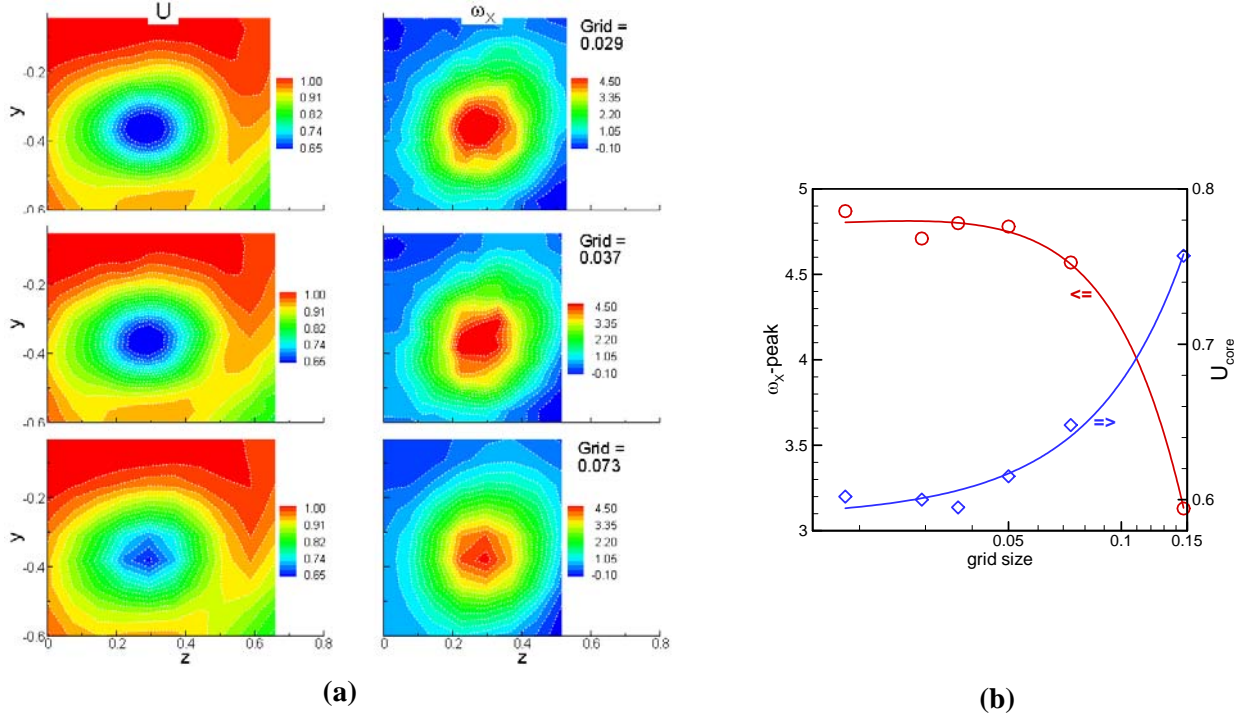 U
ωX
Grid =
0.029
y
-0.2
-0.4
-0.6
1.00
0.91
0.82
0.74
0.65
4.50
3.35
2.20
1.05
-0.10
Grid =
0.037
y
-0.2
-0.4
-0.6
1.00
0.91
0.82
0.74
0.65
4.50
3.35
2.20
1.05
-0.10
Grid =
0.073
y
-0.2
-0.4
-0.6
1.00
0.91
0.82
0.74
0.65
4.50
3.35
2.20
1.05
-0.10
0 0.2 0.4 0.6
z
0 0.2 0.4 0.6 0.8
z
(a)
5
4.5
4
3.5
3
ωX-peak
0.8
0.7
0.6
Ucore
<=
=>
0.05 0.1 0.15
grid size
(b)